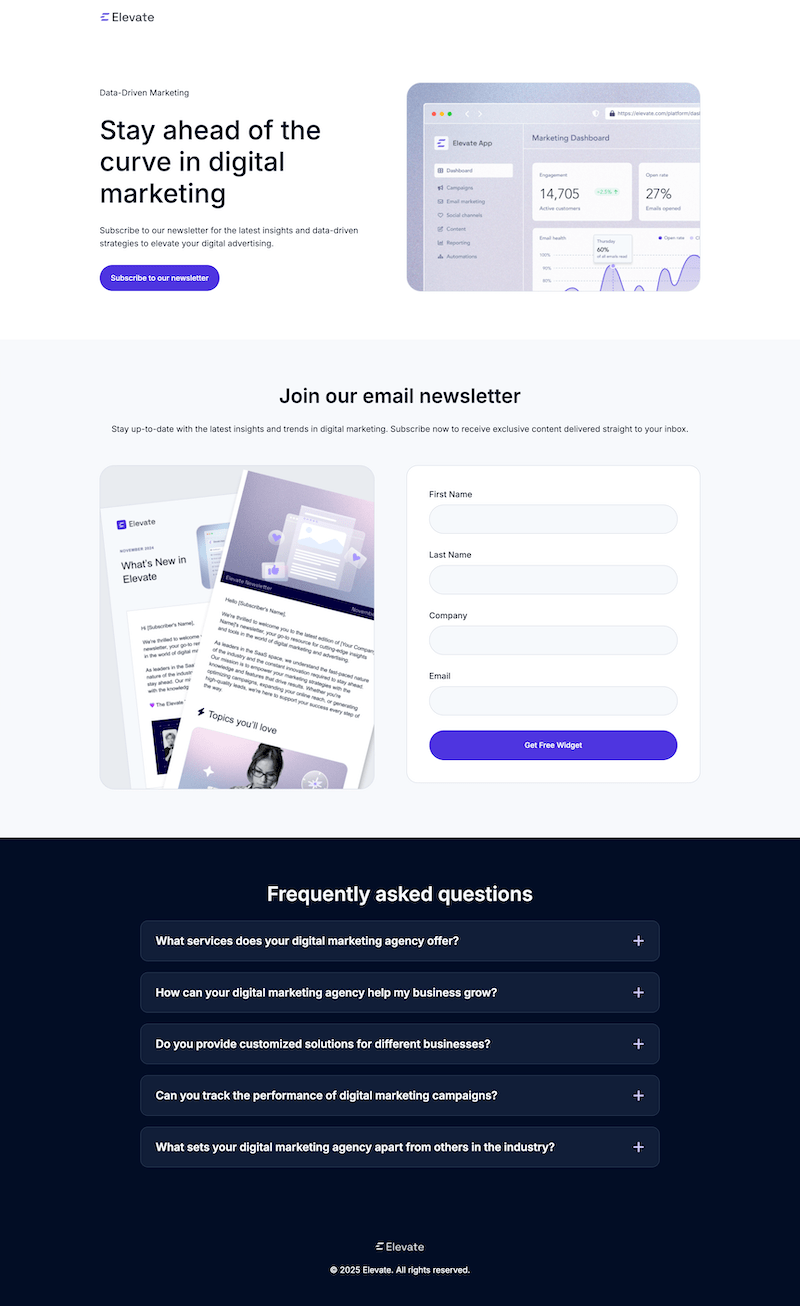 Elevate
Data-Driven Marketing
Stay ahead of the
curve in digital
marketing
Subscribe to our newsletter for the latest insights and data-driven
strategies to elevate your digital advertising.
Subscribe to our newsletter
https://elevate.com/platform/das
Elevate App
Dashboard
Campaigns
Email marketing
Social channels
Content
Reporting
Automations
Marketing Dashboard
Engagement
14,705
Active customers
Open rate
27%
Emails opened
Email health
Open rate
Thursday
60%
of all emails read
100%
90%
80%
Join our email newsletter
Stay up-to-date with the latest insights and trends in digital marketing. Subscribe now to receive exclusive content delivered straight to your inbox.
Elevate
NOVEMBER 2024
What's New in
Elevate
Hi [Subscriber's Name],
We're thrilled to welcome
newsletter, your go-to res
in the world of digital ma
As leaders in the Saa
nature of the industr
stay ahead. Our mi
with the knowledg
The Elevate
Elevate Newsletter
Novembe
Hello [Subscriber's Name],
We're thrilled to welcome you to the latest edition of [Your Company
Name]'s newsletter, your go-to resource for cutting-edge insights
and tools in the world of digital marketing and advertising.
As leaders in the SaaS space, we understand the fast-paced nature
of the industry and the constant innovation required to stay ahead.
Our mission is to empower your marketing strategies with the
knowledge and features that drive results. Whether you're
optimizing campaigns, expanding your online reach, or generating
high-quality leads, we're here to support your success every step of
the way.
Topics you'll love
First Name
Last Name
Company
Email
Get Free Widget
Frequently asked questions
What services does your digital marketing agency offer?
How can your digital marketing agency help my business grow?
Do you provide customized solutions for different businesses?
Can you track the performance of digital marketing campaigns?
What sets your digital marketing agency apart from others in the industry?
Elevate
© 2025 Elevate. All rights reserved.